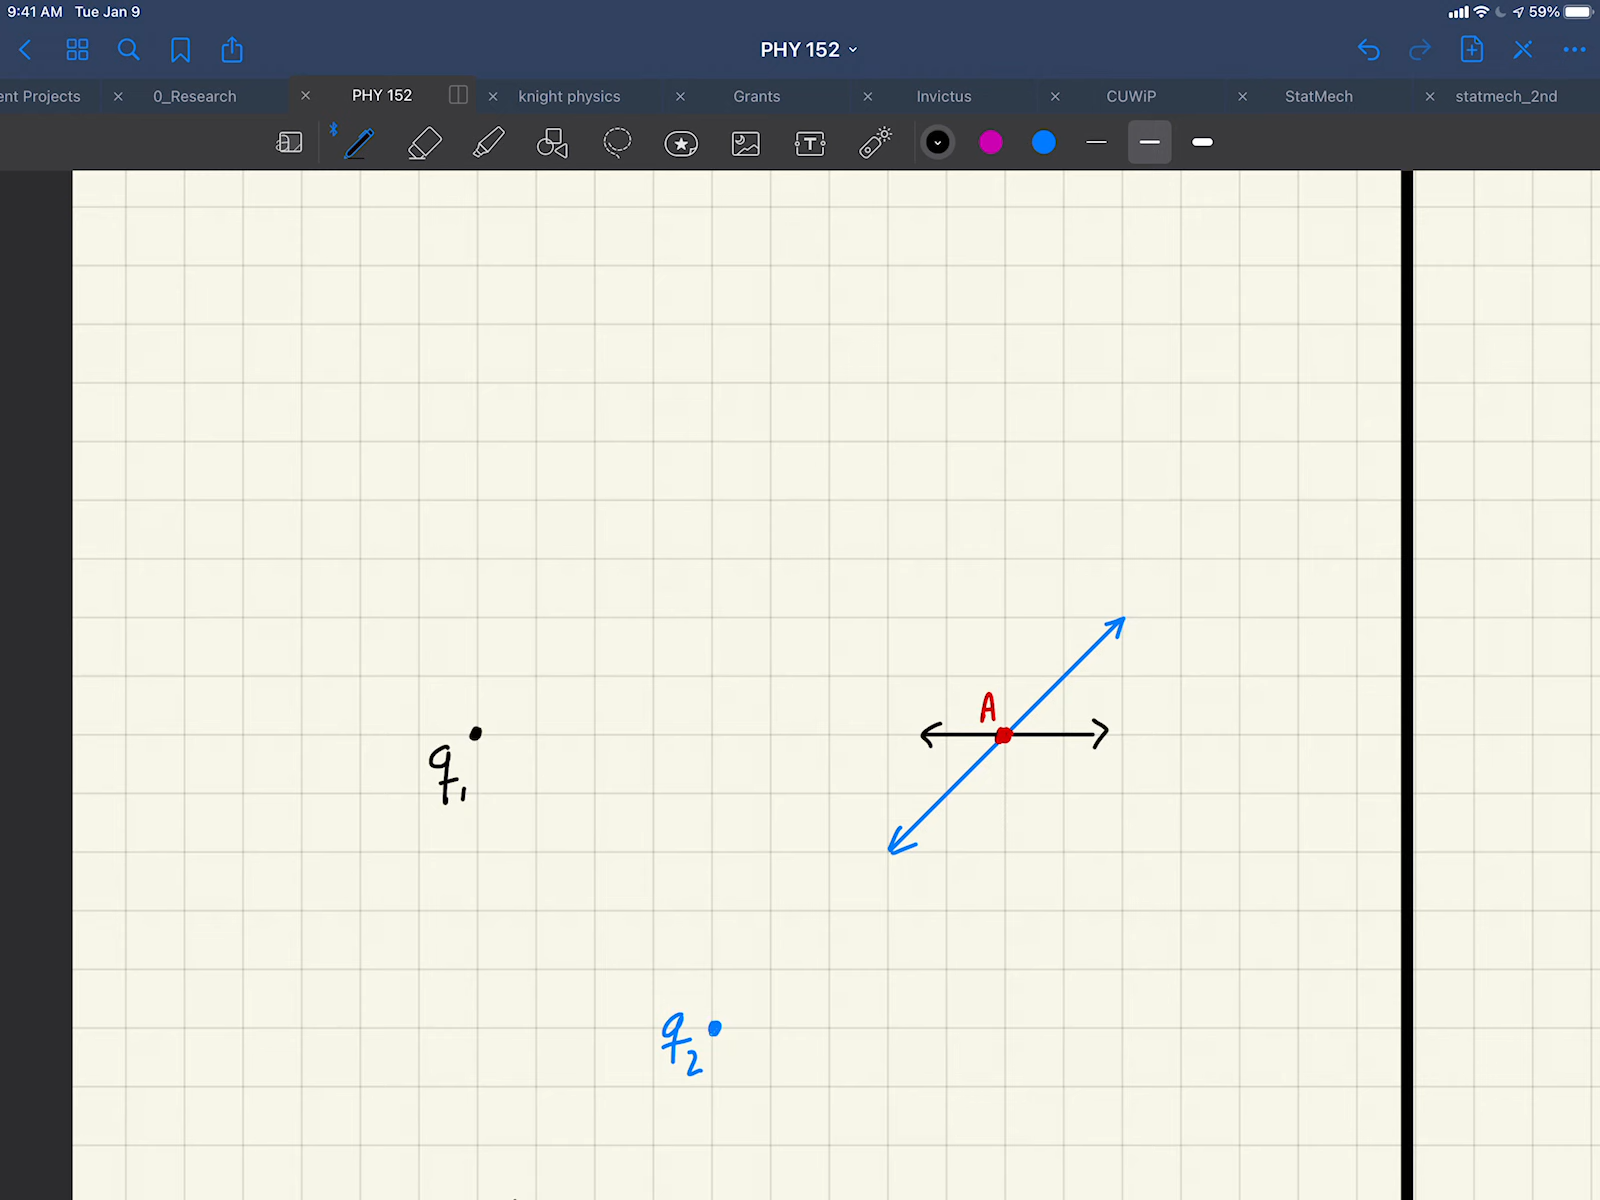 9:41 AM Tue Jan 9 59%
PHY 152
ent Projects 0_Research PHY 152 knight physics Grants Invictus CUWiP StatMech statmech_2nd
T
A
q₁
q₂